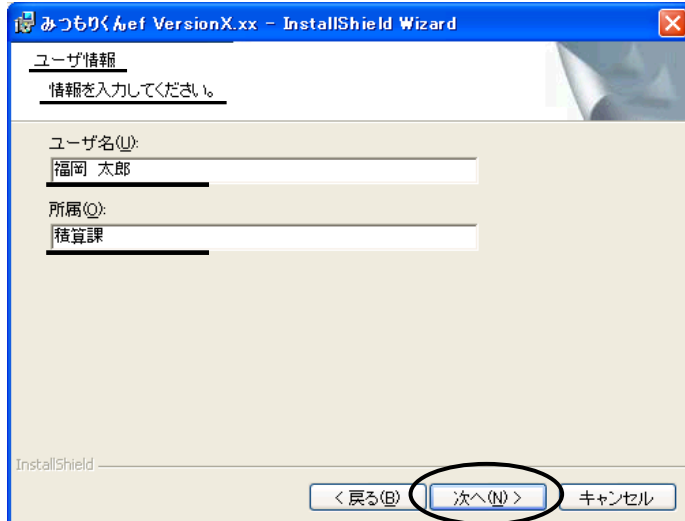 みつもりくんef VersionX.xx - InstallShield Wizard
ユーザ情報
情報を入力してください。
ユーザ名(U):
福岡 太郎
所属(O):
積算課
InstallShield
< 戻る(B)
次へ(N) >
キャンセル